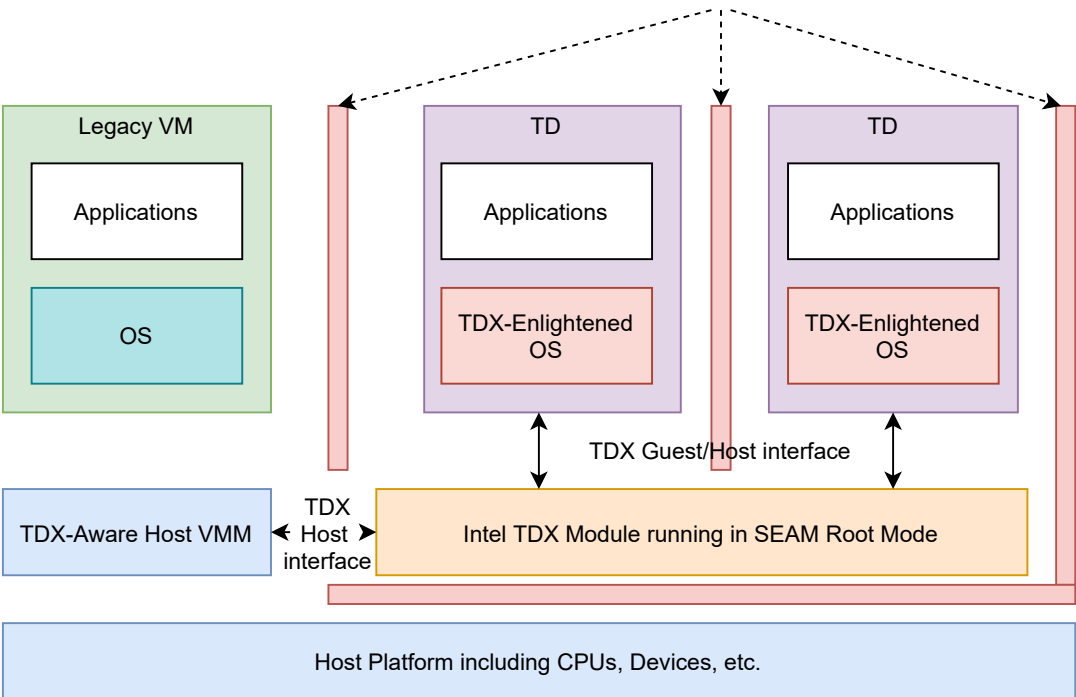 Legacy VM
Applications
OS
TD
Applications
TDX-Enlightened
OS
TD
Applications
TDX-Enlightened
OS
TDX Guest/Host interface
TDX-Aware Host VMM
TDX
Host
interface
Intel TDX Module running in SEAM Root Mode
Host Platform including CPUs, Devices, etc.